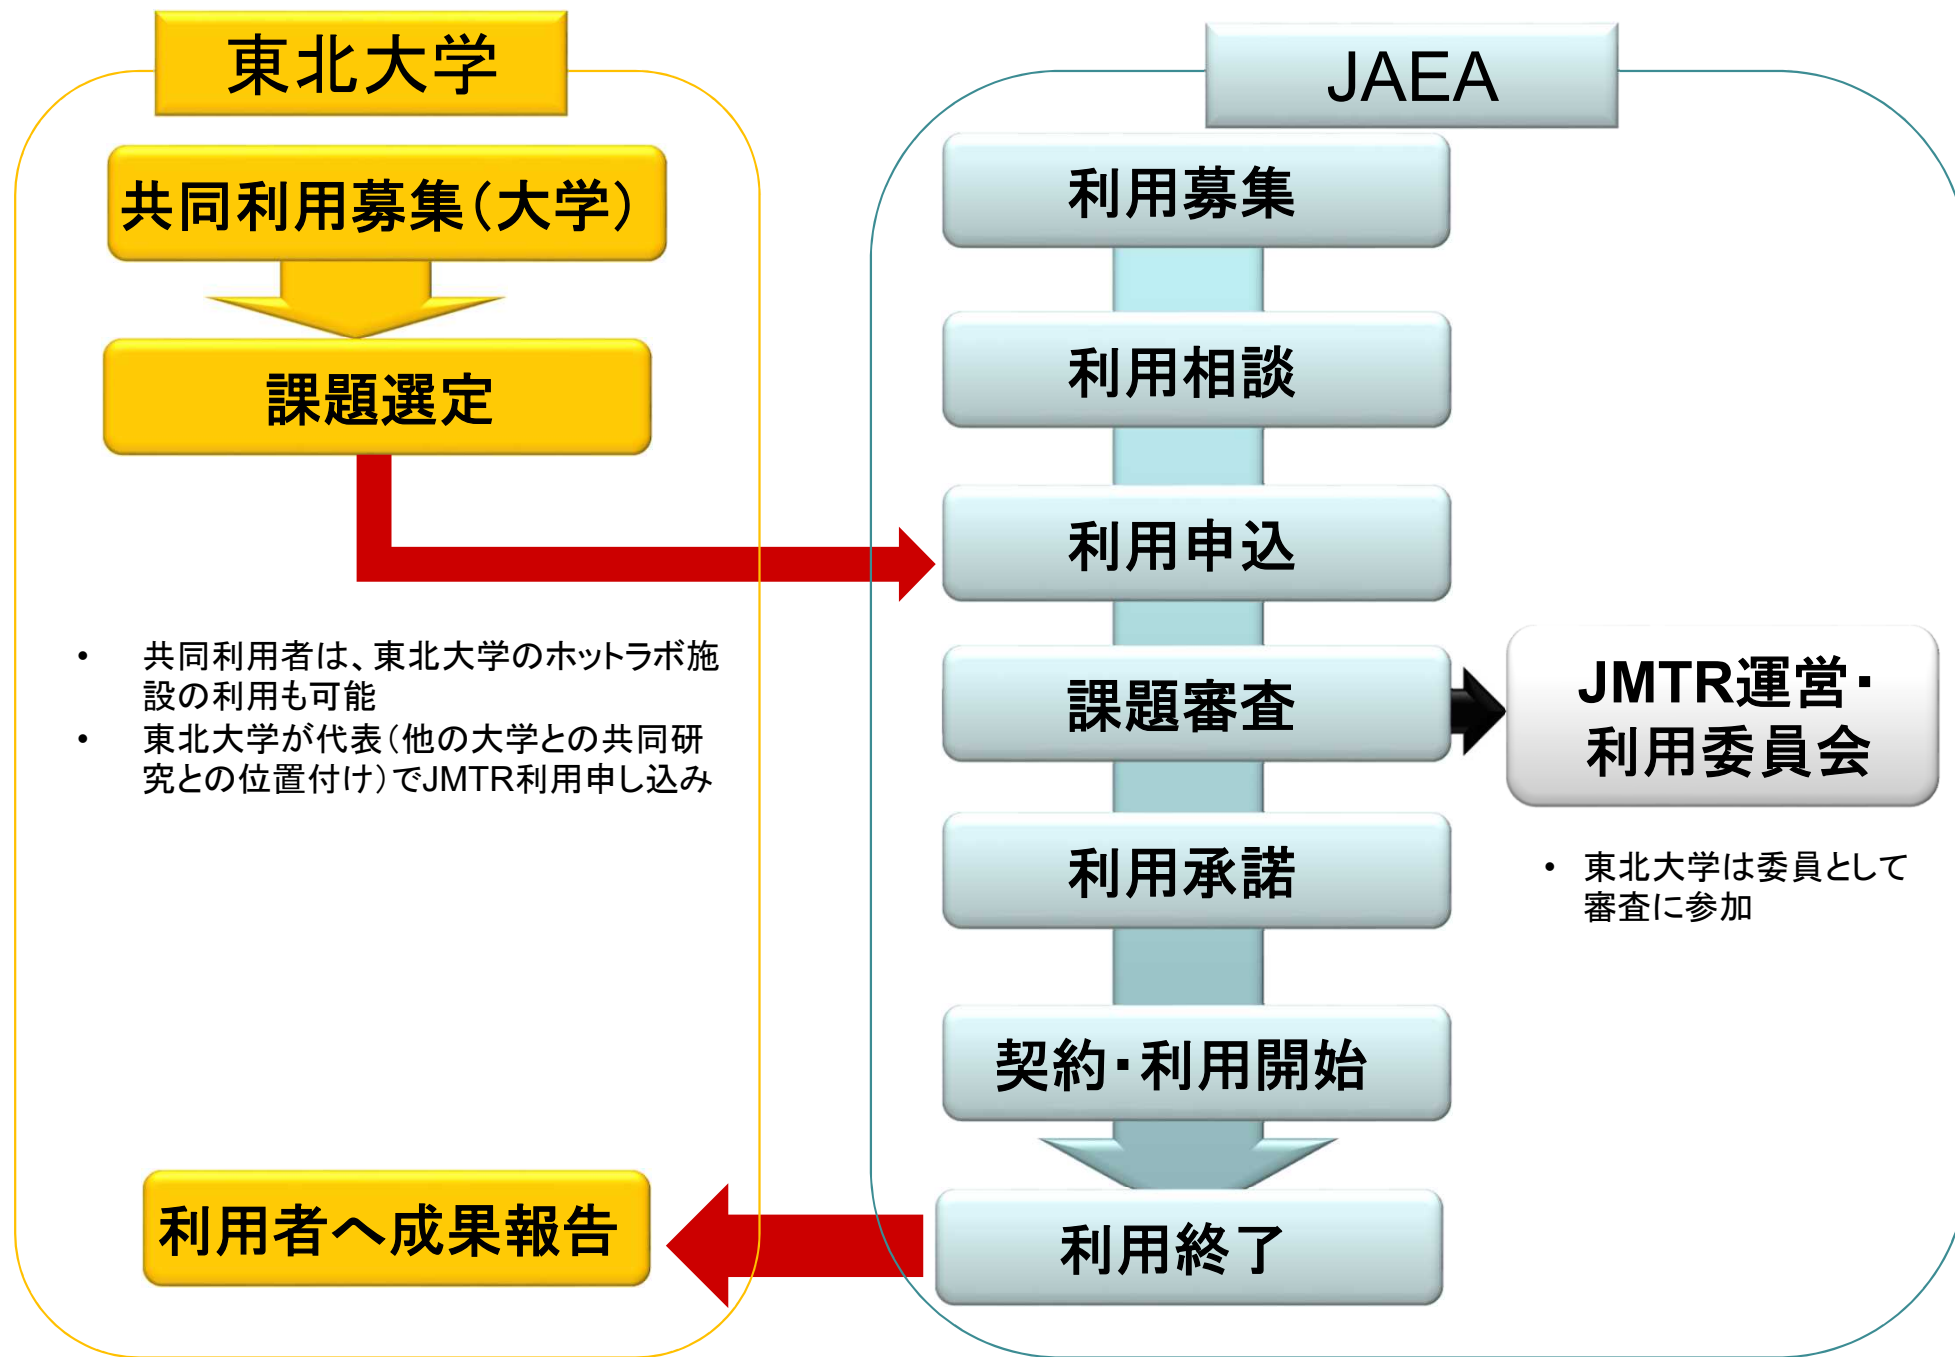 東北大学
共同利用募集(大学)
課題選定
• 共同利用者は、東北大学のホットラボ施
設の利用も可能
• 東北大学が代表(他の大学との共同研
究との位置付け)でJMTR利用申し込み
利用者へ成果報告
JAEA
利用募集
利用相談
利用申込
課題審査
利用承諾
契約・利用開始
利用終了
JMTR運営・
利用委員会
• 東北大学は委員として
審査に参加